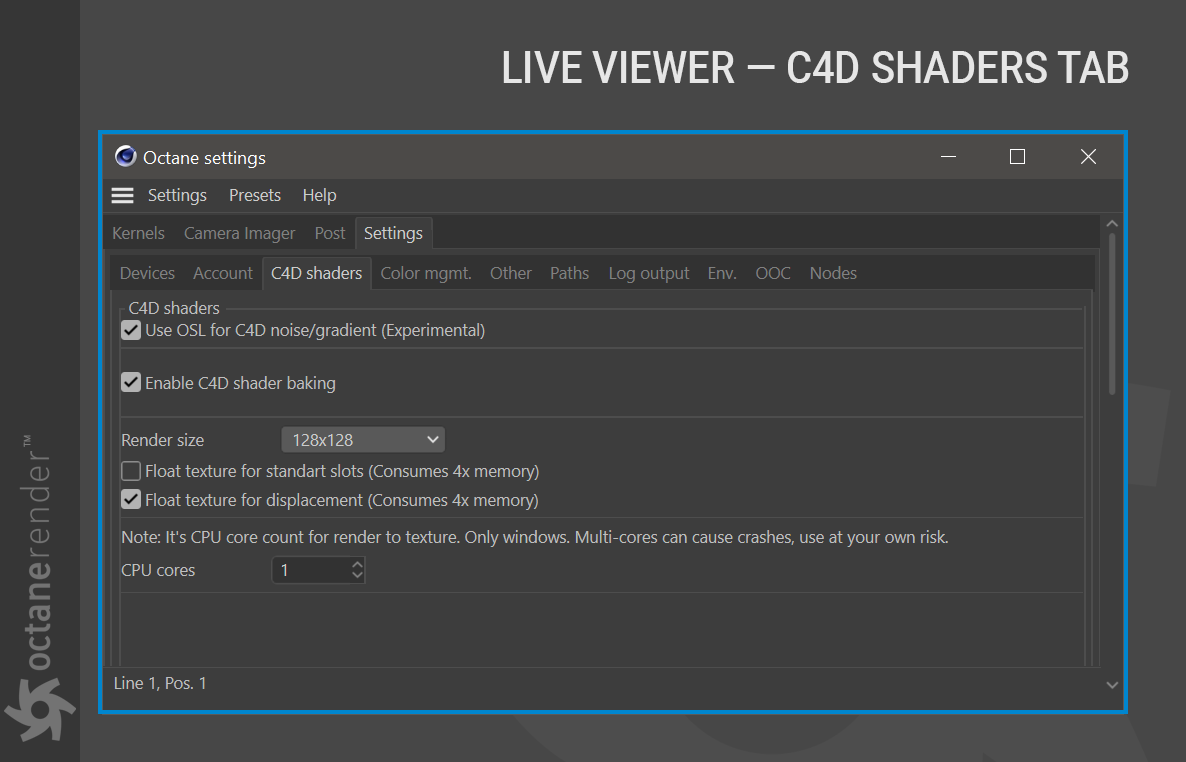 LIVE VIEWER — C4D SHADERS TAB
Octane settings
Settings Presets Help
Kernels Camera Imager Post Settings
Devices Account C4D shaders Color mgmt. Other Paths Log output Env. OOC Nodes
C4D shaders
Use OSL for C4D noise/gradient (Experimental)
Enable C4D shader baking
Render size 128x128
Float texture for standart slots (Consumes 4x memory)
Float texture for displacement (Consumes 4x memory)
Note: It's CPU core count for render to texture. Only windows. Multi-cores can cause crashes, use at your own risk.
CPU cores 1
Line 1, Pos. 1
octanerender™